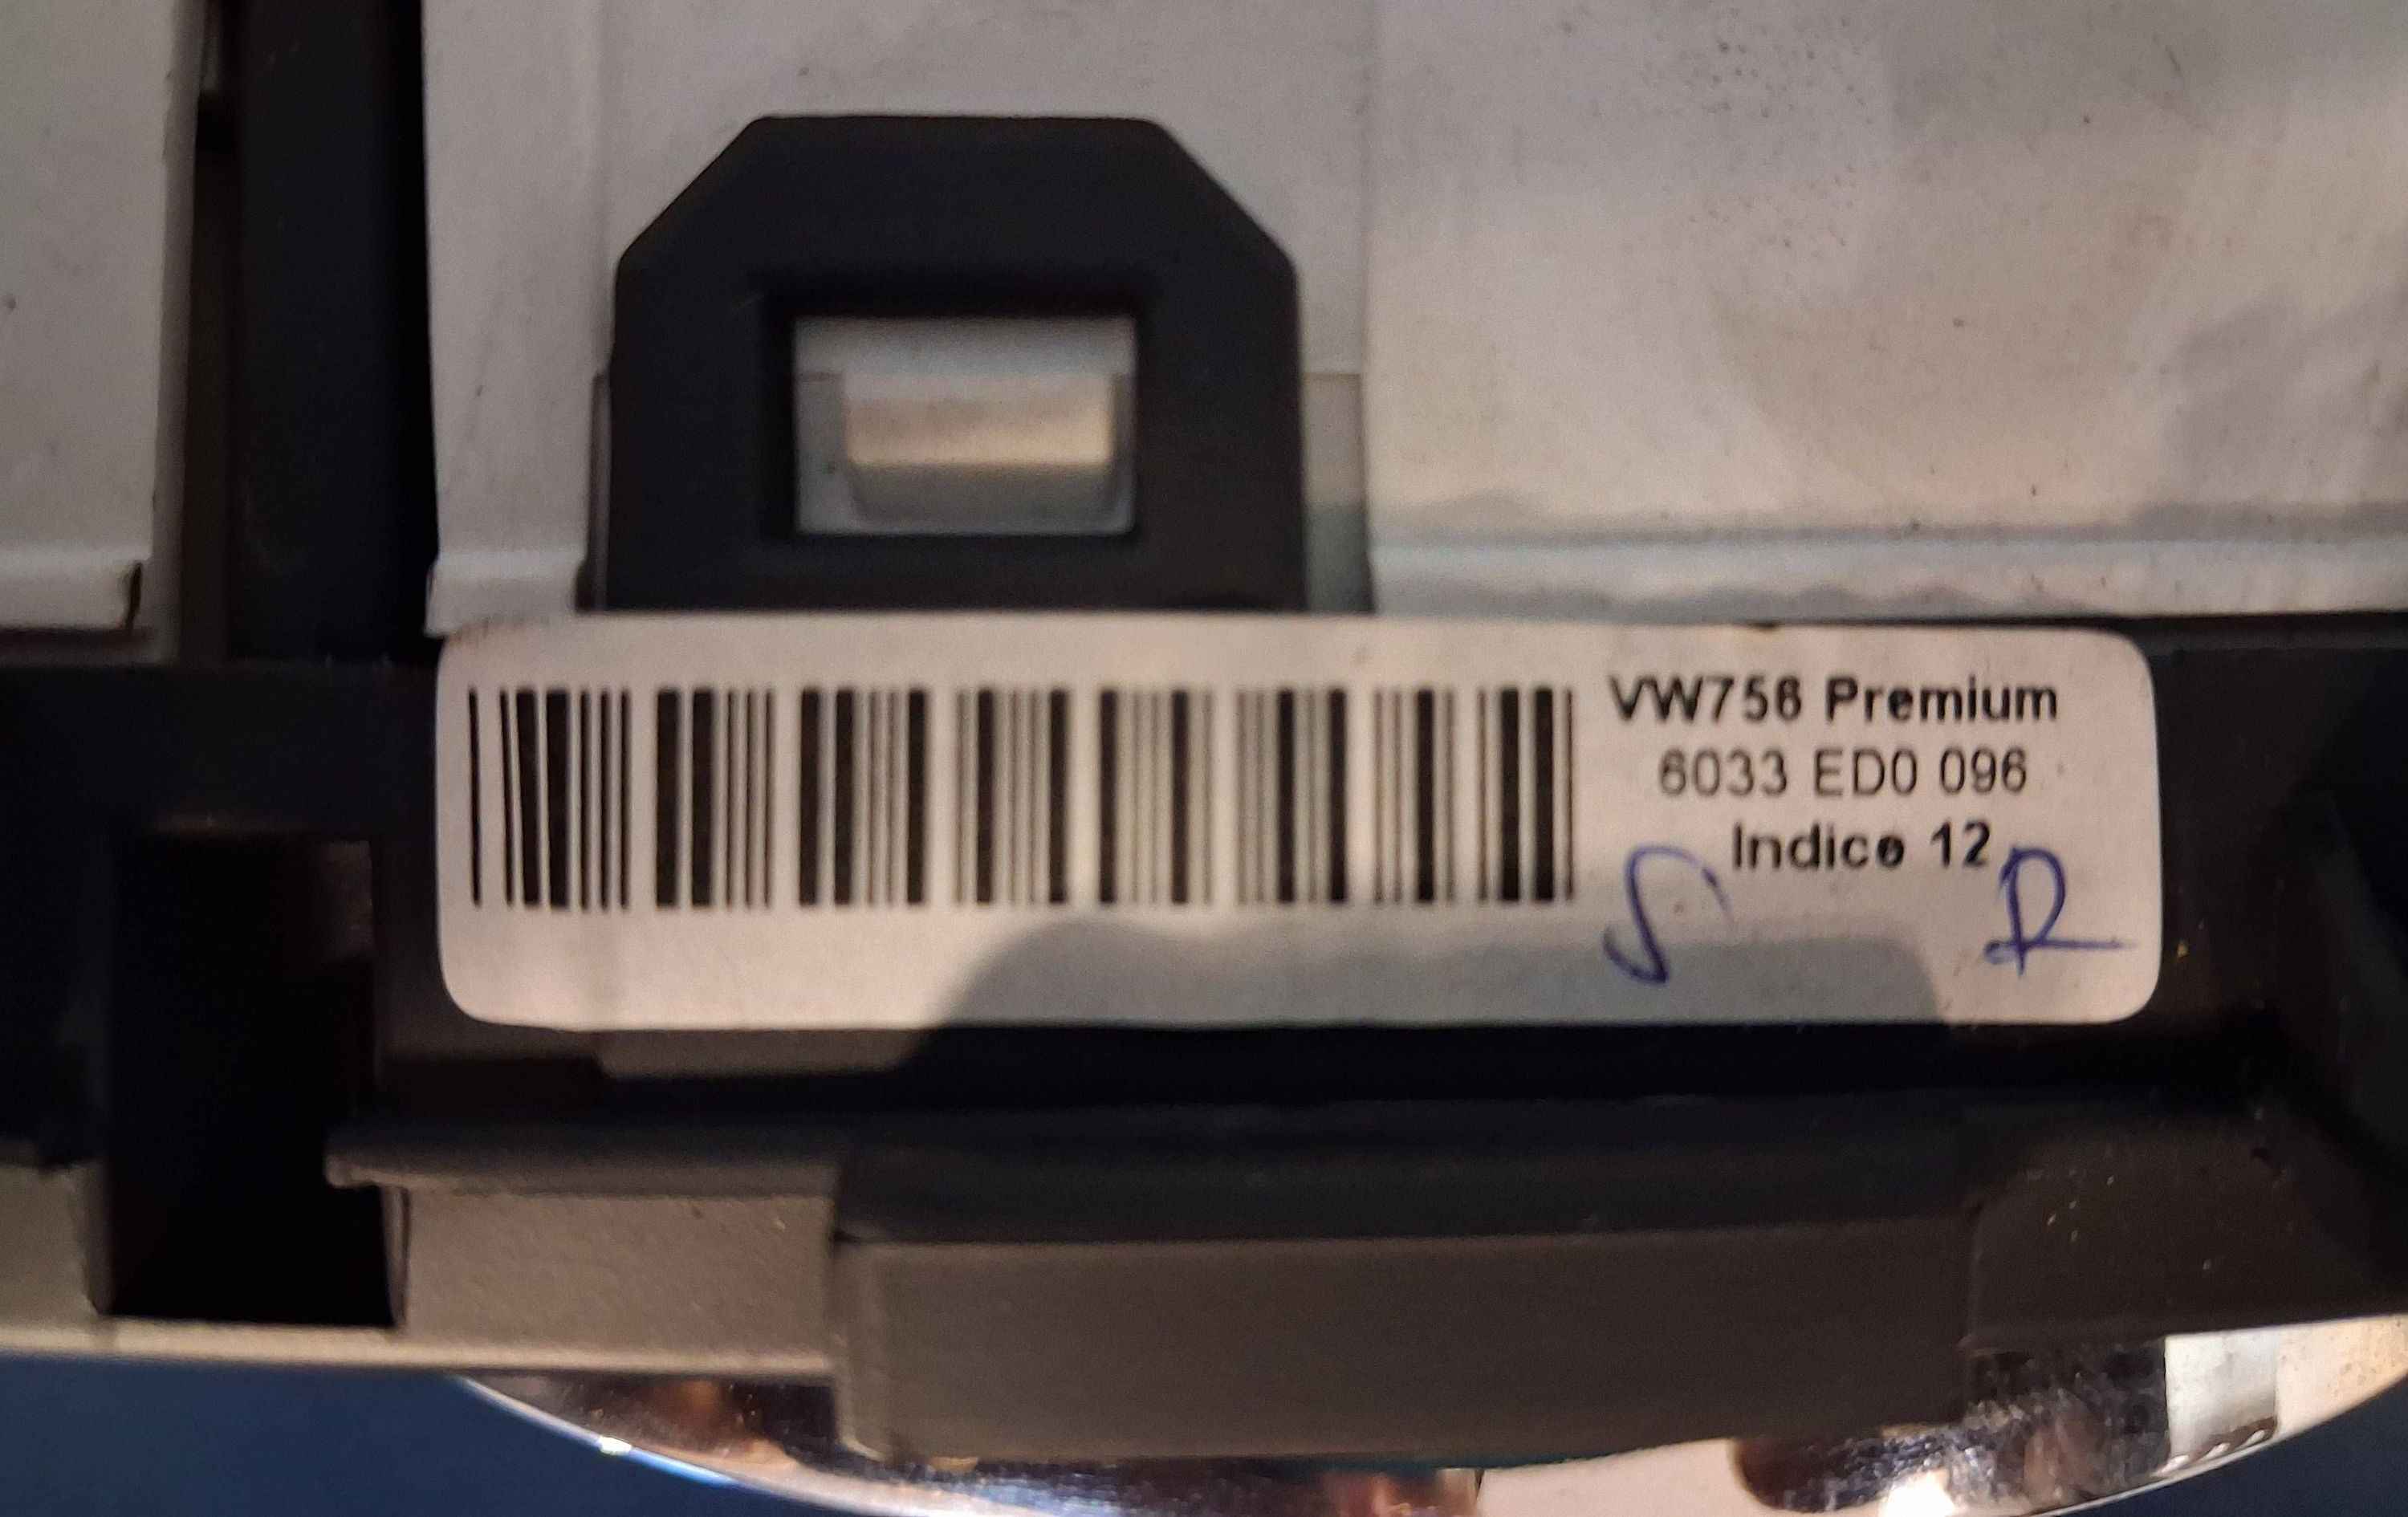 VW756 Premium
6033 ED0 096
Indice 12
S R